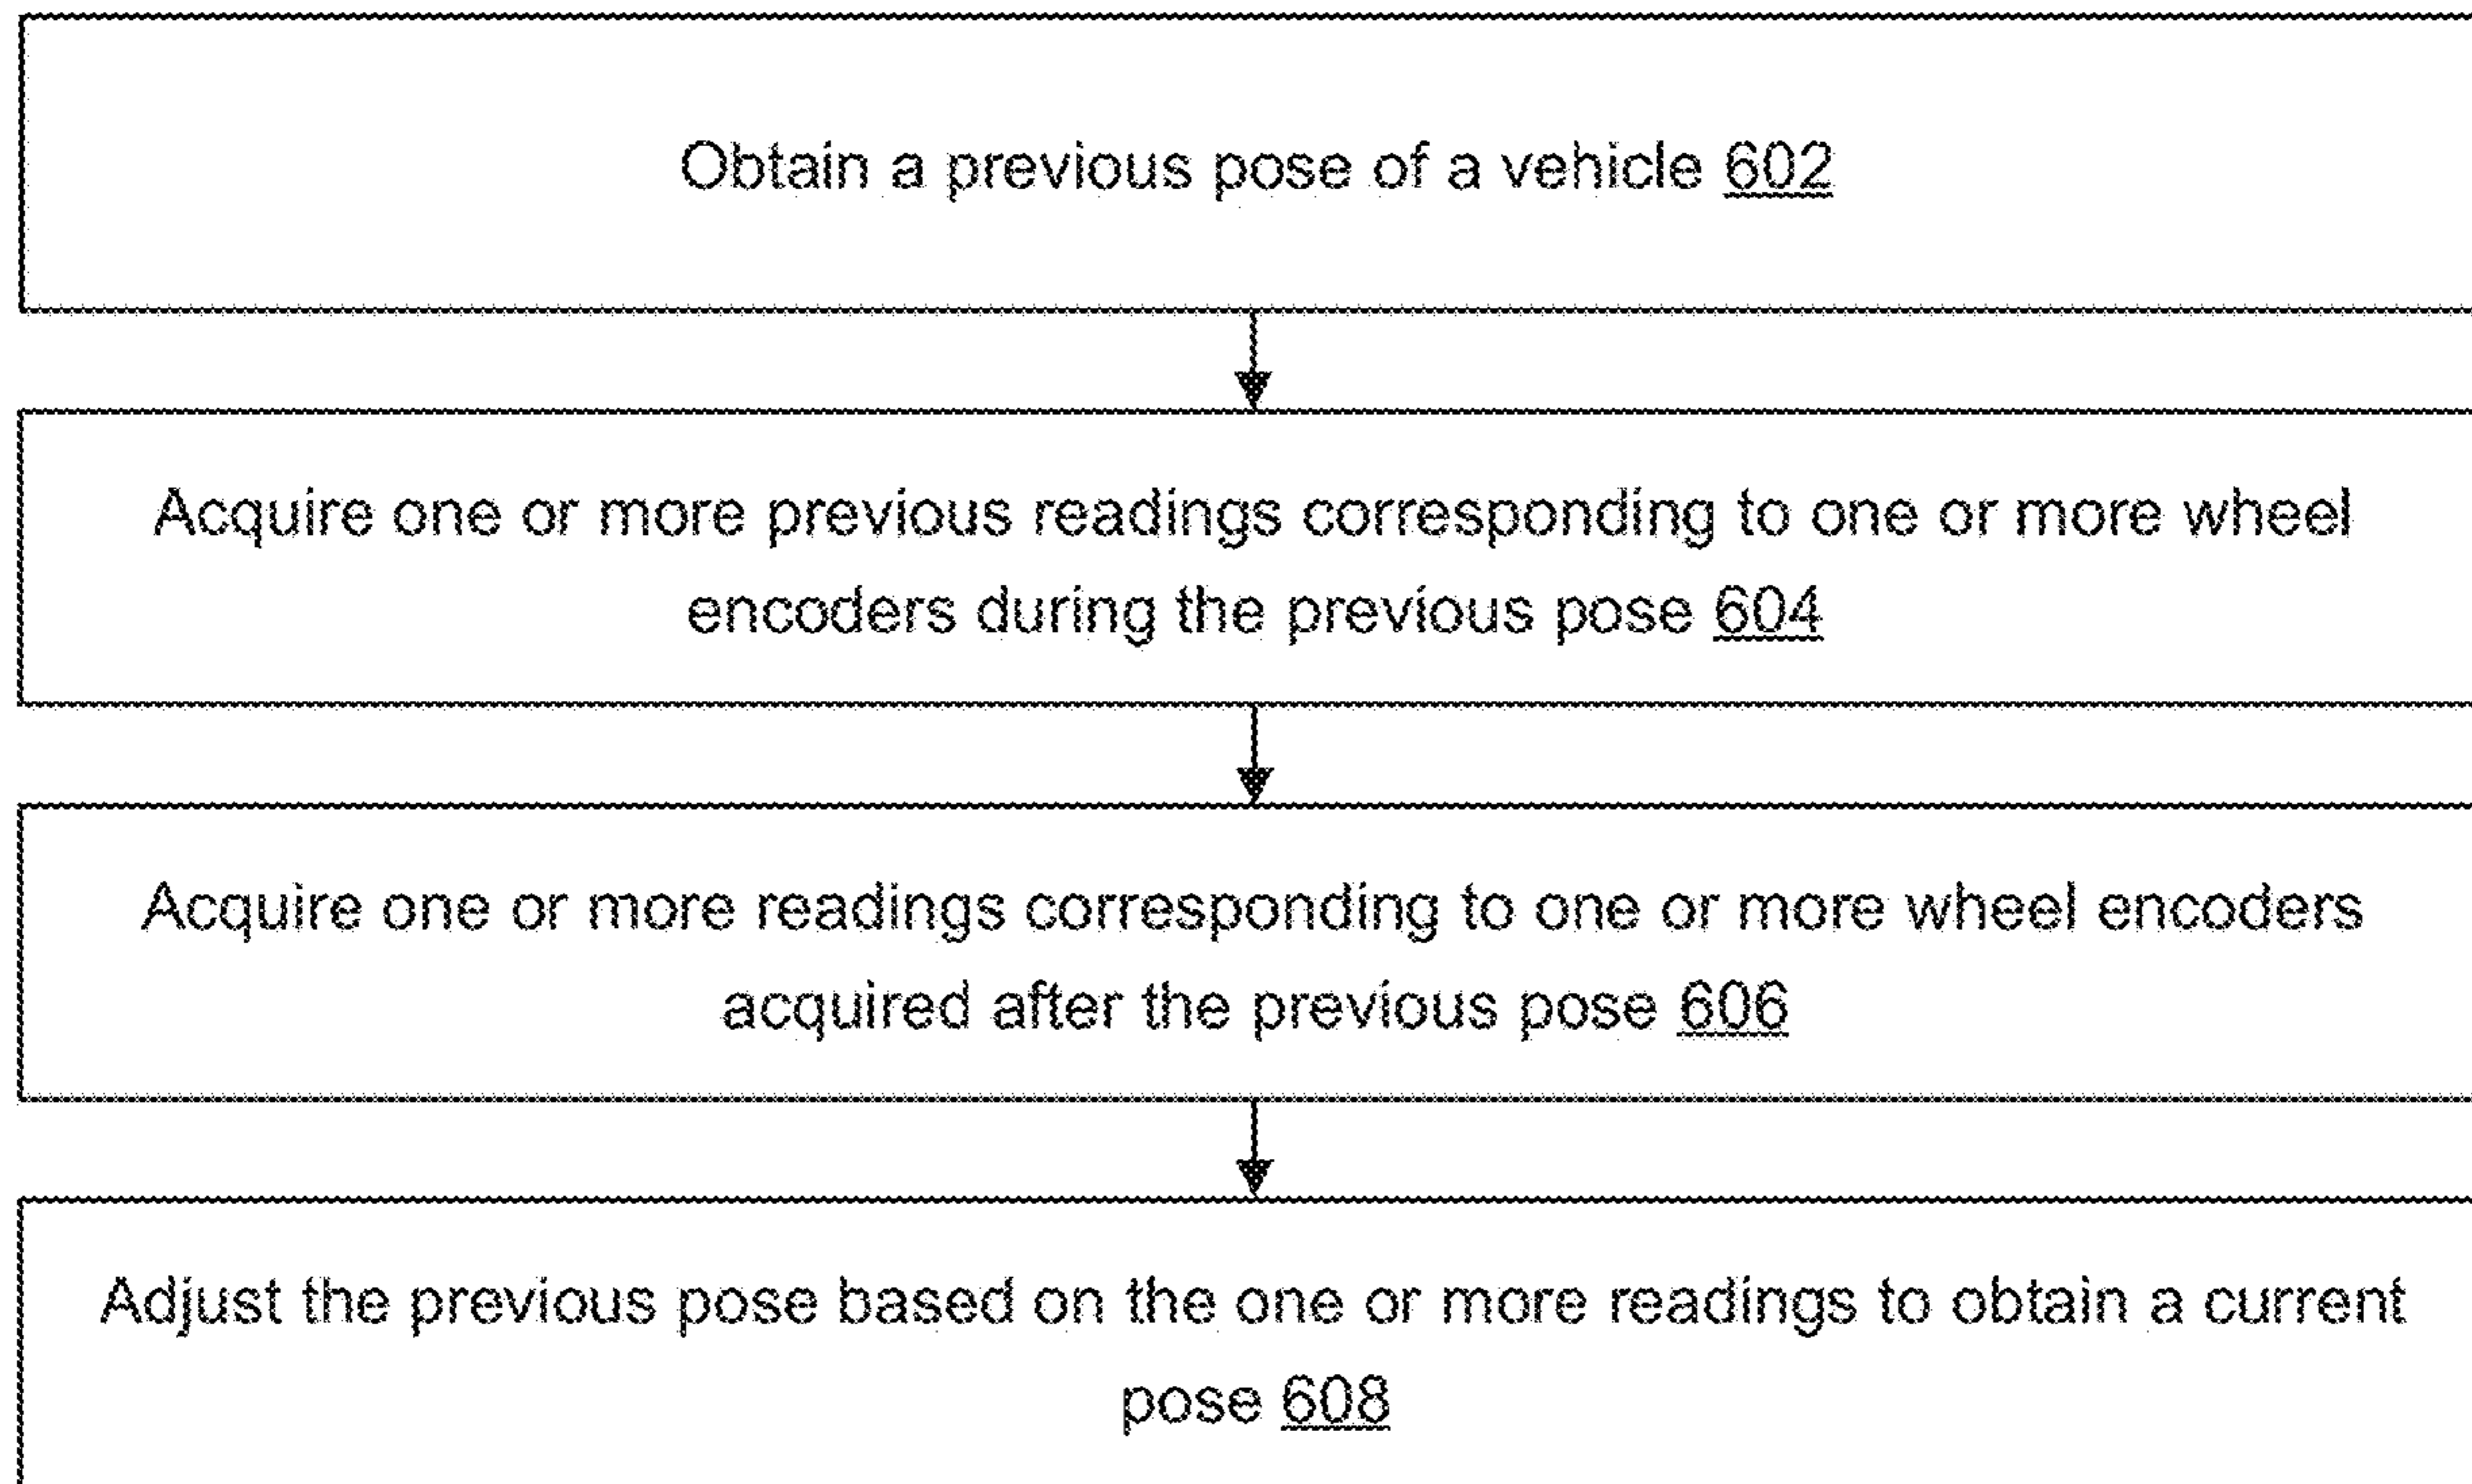 Obtain a previous pose of a vehicle 602
Acquire one or more previous readings corresponding to one or more wheel
encoders during the previous pose 604
Acquire one or more readings corresponding to one or more wheel encoders
acquired after the previous pose 606
Adjust the previous pose based on the one or more readings to obtain a current
pose 608